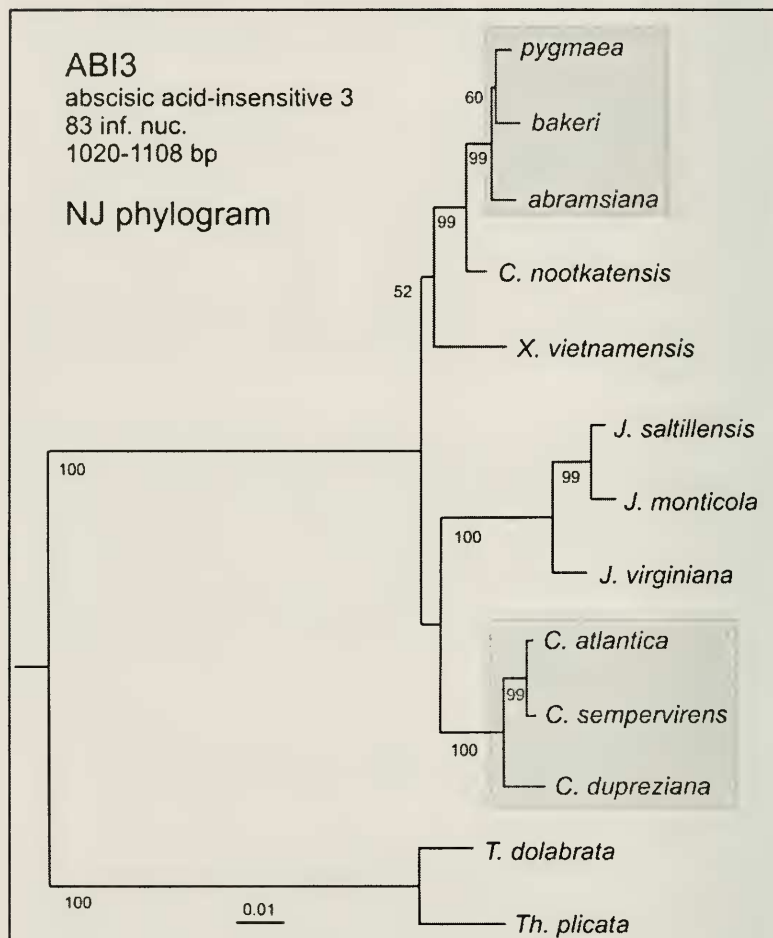 ABI3
abscisic acid-insensitive 3
83 inf. nuc.
1020-1108 bp
NJ phylogram
pygmaea
60
bakeri
99
abramsiana
99
C. nootkatensis
52
X. vietnamensis
J. saltillensis
100
99
J. monticola
100
J. virginiana
C. atlantica
99
C. sempervirens
100
C. dupreziana
T. dolabrata
100
0.01
Th. plicata